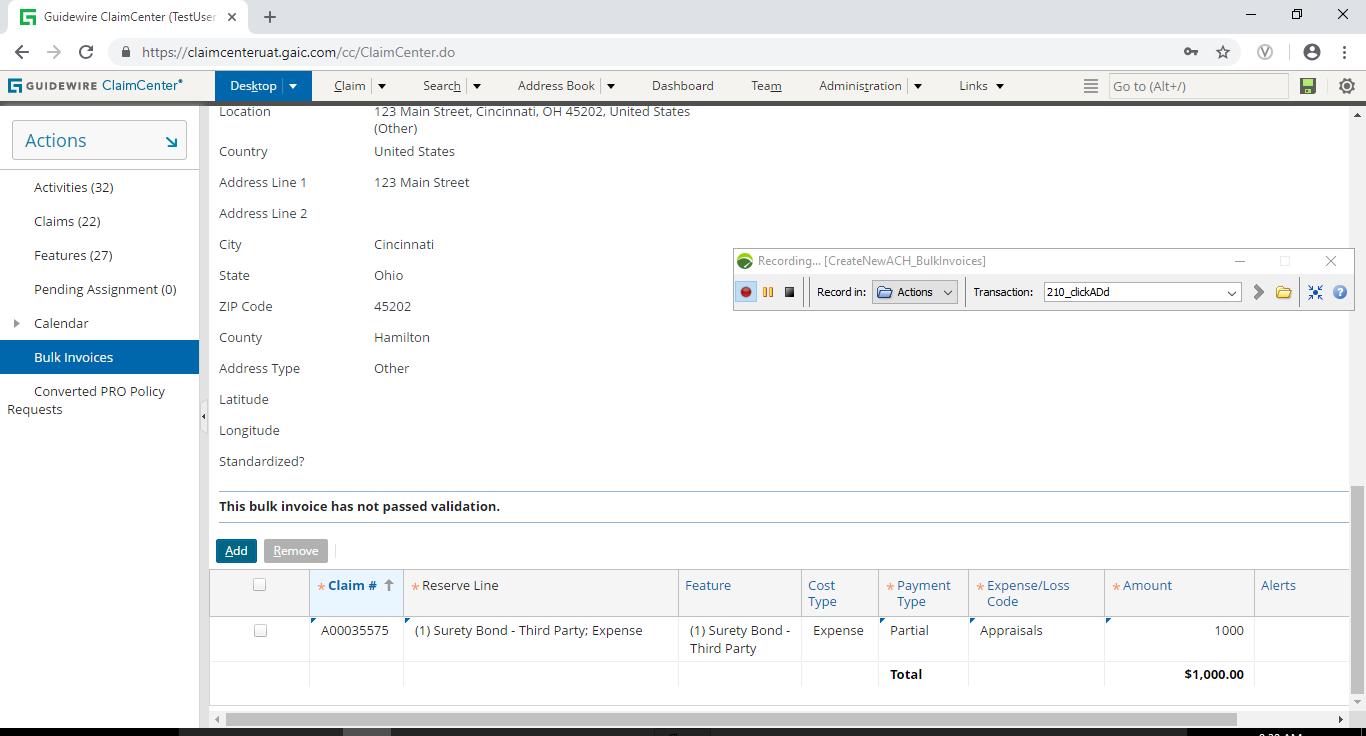 Guidewire ClaimCenter (TestUser
https://claimcenteruat.gaic.com/cc/ClaimCenter.do
GUIDEWIRE ClaimCenter
Desktop
Claim
Search
Address Book
Dashboard
Team
Administration
Links
Go to (Alt+/)
Actions
Activities (32)
Claims (22)
Features (27)
Pending Assignment (0)
Calendar
Bulk Invoices
Converted PRO Policy
Requests
Location 123 Main Street, Cincinnati, OH 45202, United States
(Other)
Country United States
Address Line 1 123 Main Street
Address Line 2
City Cincinnati
State Ohio
ZIP Code 45202
County Hamilton
Address Type Other
Latitude
Longitude
Standardized?
Recording... [CreateNewACH_BulkInvoices]
Record in: Actions Transaction: 210_clickADd
This bulk invoice has not passed validation.
Add Remove
* Claim # * Reserve Line Feature Cost * Payment * Expense/Loss * Amount Alerts
Type Type Code
A00035575 (1) Surety Bond - Third Party; Expense (1) Surety Bond - Expense Partial Appraisals 1000
Third Party
Total $1,000.00